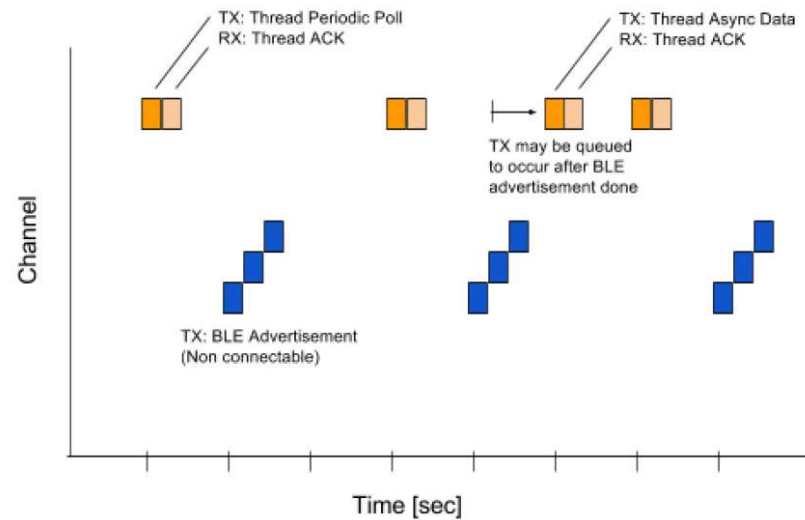 TX: Thread Periodic Poll
RX: Thread ACK
TX: Thread Async Data
RX: Thread ACK
TX may be queued
to occur after BLE
advertisement done
Channel
TX: BLE Advertisement
(Non connectable)
Time [sec]